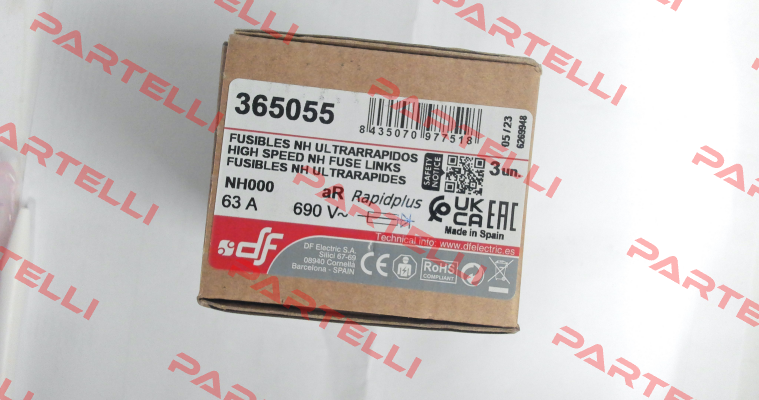 365055
8 435070 977518
05/23
6269948
FUSIBLES NH ULTRARRAPIDOS
HIGH SPEED NH FUSE LINKS
FUSIBLES NH ULTRARAPIDES
SAFETY NOTICE
3 un.
NH000
aR Rapidplus
63 A
690 V~
UK CA
EAC
Made in Spain
Technical info: www.dfelectric.es
df
DF Electric S.A.
Silici 67-69
08940 Cornellà
Barcelona - SPAIN
CE
RoHS
COMPLIANT
PARTELLI
PARTELLI
PARTELLI
PARTELLI
PARTELLI
PARTELLI
PARTELLI
PARTELLI